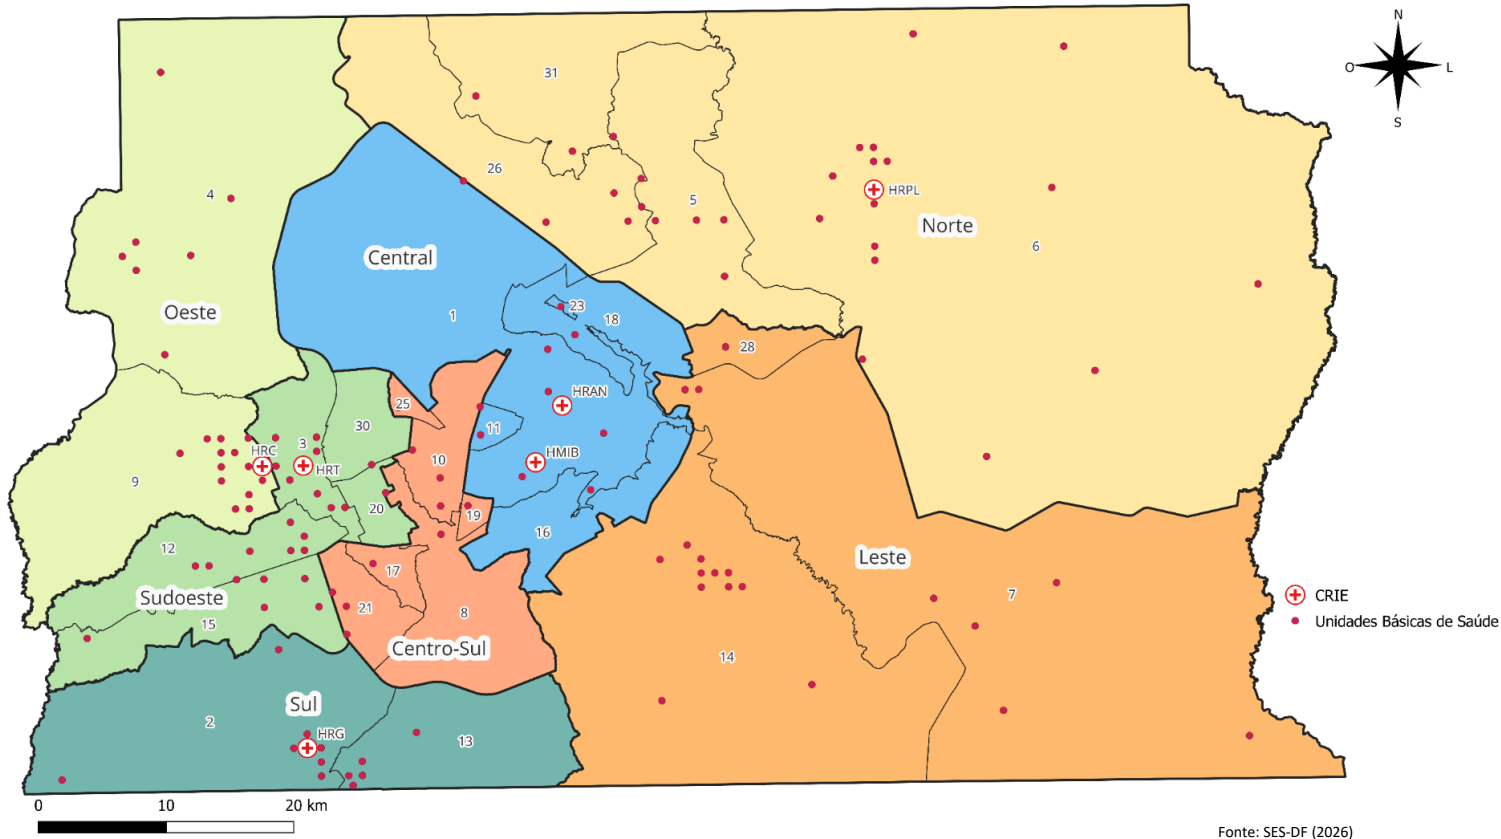 N
O
L
S
31
26
4
5
HRPL
Norte
6
Central
Oeste
1
23
18
28
HRAN
25
30
11
3
HRC
HRT
HMIB
10
9
20
19
16
12
17
Leste
Sudoeste
21
7
CRIE
8
15
Unidades Básicas de Saúde
Centro-Sul
14
Sul
2
HRG
13
0 10 20 km
Fonte: SES-DF (2026)